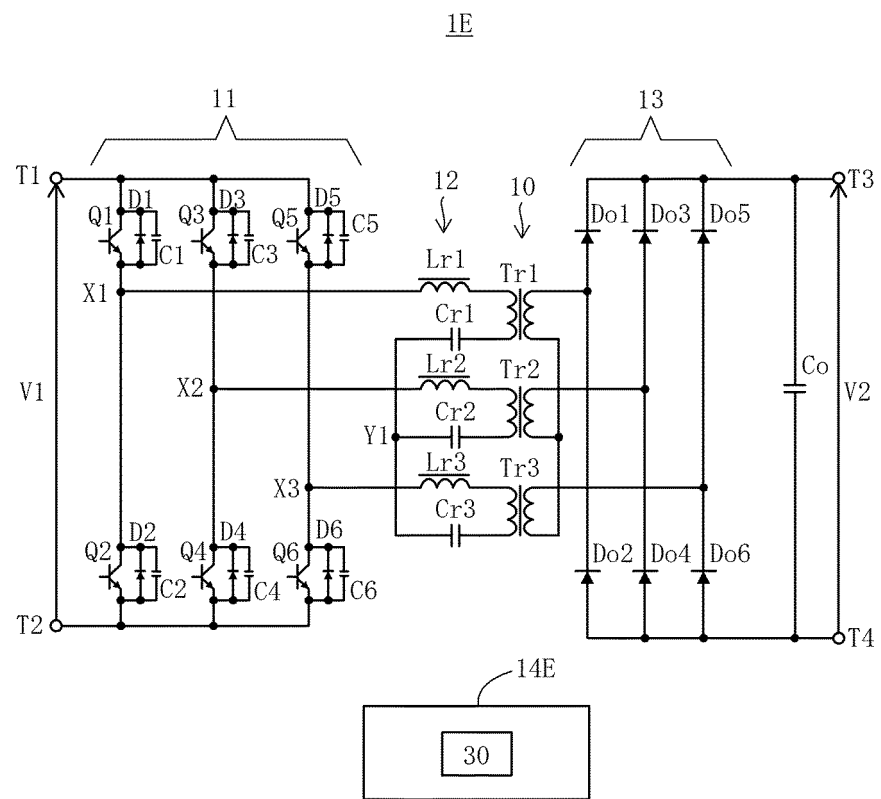 1E
11
13
T1
T3
D1
D3
D5
Q1
Q3
Q5
C1
C3
C5
12
10
Do1
Do3
Do5
X1
Lr1
Tr1
Cr1
V1
X2
Lr2
Tr2
Co
V2
Cr2
Y1
Lr3
Tr3
X3
Cr3
D2
D4
D6
Q2
Q4
Q6
Do2
Do4
Do6
C2
C4
C6
T2
T4
14E
30